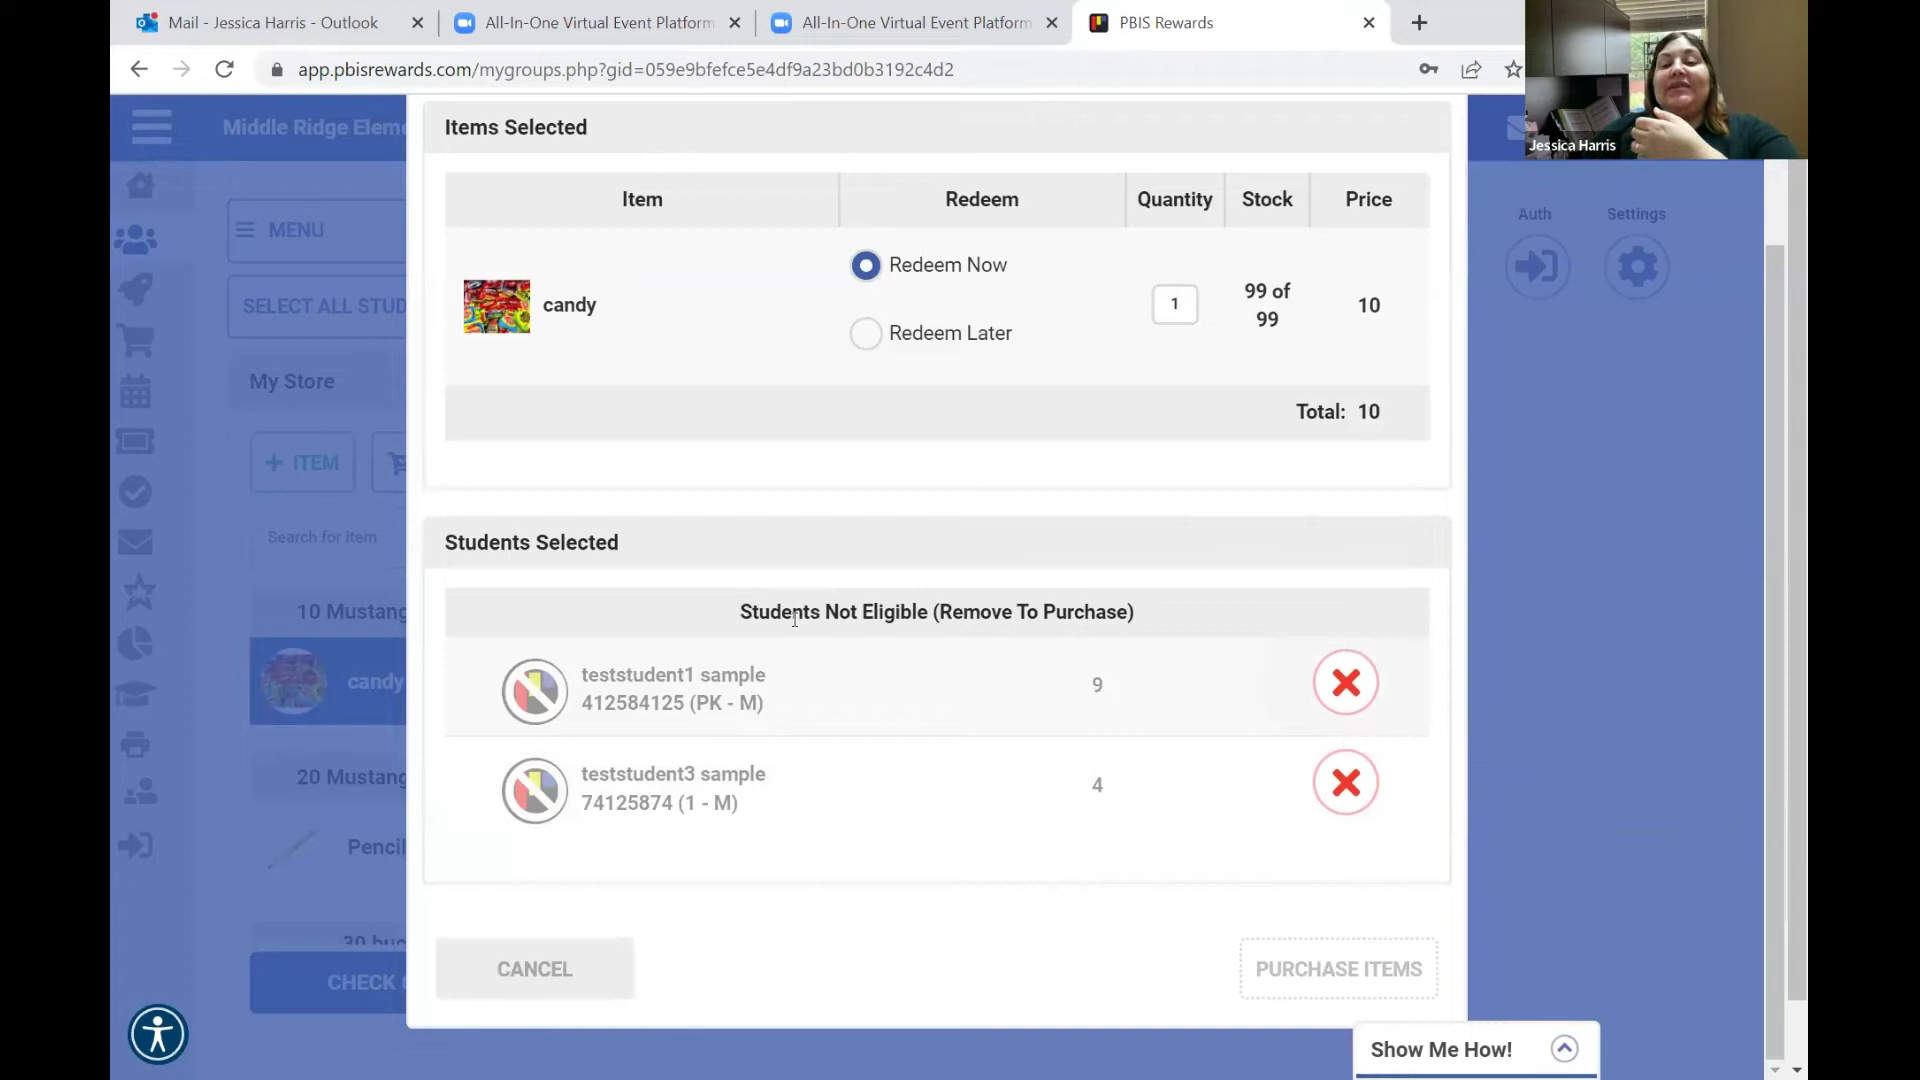 Mail - Jessica Harris - Outlook
All-In-One Virtual Event Platform
All-In-One Virtual Event Platform
PBIS Rewards
app.pbisrewards.com/mygroups.php?gid=059e9bfefce5e4df9a23bd0b3192c4d2
Jessica Harris
Middle Ridge Eleme
MENU
SELECT ALL STUD
My Store
+ ITEM
Search for item
10 Mustang
candy
20 Mustang
Pencil
30 buc
CHECK
Auth
Settings
Items Selected
Item Redeem Quantity Stock Price
candy
Redeem Now
Redeem Later
1
99 of
99
10
Total: 10
Students Selected
Students Not Eligible (Remove To Purchase)
teststudent1 sample
412584125 (PK - M)
9
teststudent3 sample
74125874 (1 - M)
4
CANCEL
PURCHASE ITEMS
Show Me How!